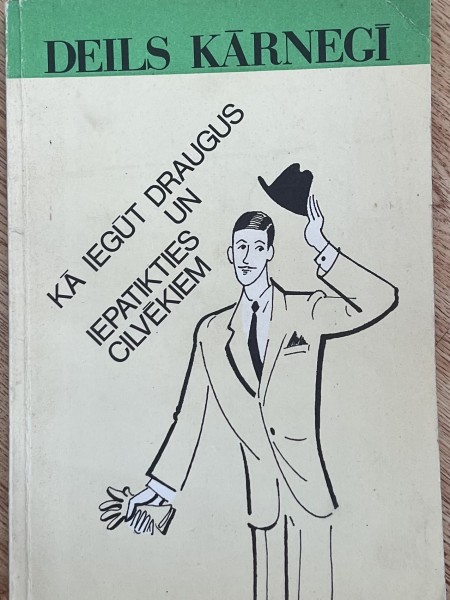 DEILS KĀRNEGĪ
KĀ IEGŪT DRAUGUS
UN
IEPATIKTIES
CILVĒKIEM